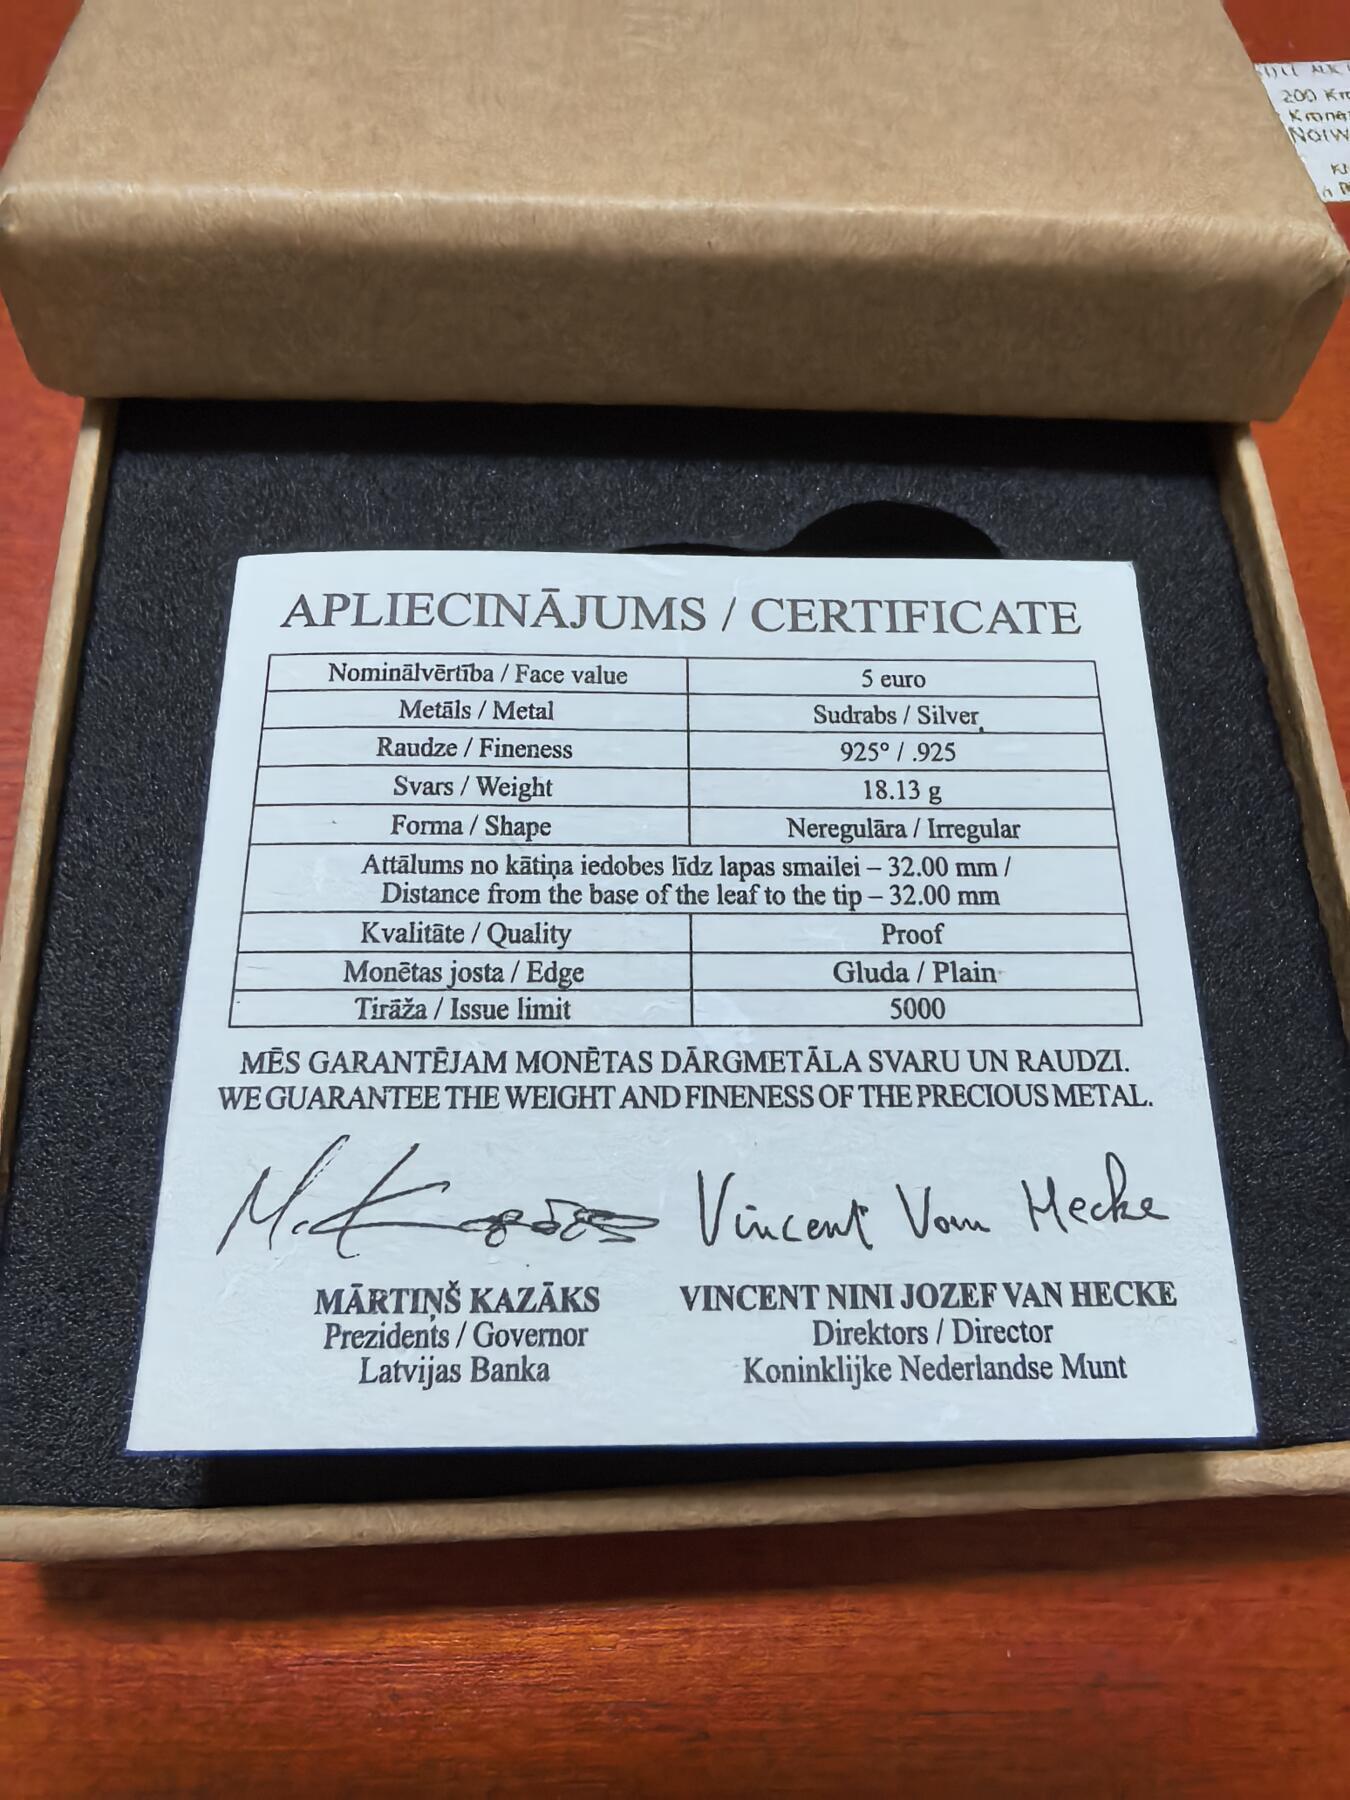 200
APLIECINĀJUMS / CERTIFICATE
Nominālvērtība / Face value 5 euro
Metāls / Metal Sudrabs / Silver
Raudze / Fineness 925° / .925
Svars / Weight 18.13 g
Forma / Shape Neregulāra / Irregular
Attālums no kātiņa iedobes līdz lapas smailei – 32.00 mm /
Distance from the base of the leaf to the tip – 32.00 mm
Kvalitāte / Quality Proof
Monētas josta / Edge Gluda / Plain
Tirāža / Issue limit 5000
MĒS GARANTĒJAM MONĒTAS DĀRGMETĀLA SVARU UN RAUDZI.
WE GUARANTEE THE WEIGHT AND FINENESS OF THE PRECIOUS METAL.
Vincent Van Hecke
MĀRTIŅŠ KAZĀKS VINCENT NINI JOZEF VAN HECKE
Prezidents / Governor Direktors / Director
Latvijas Banka Koninklijke Nederlandse Munt